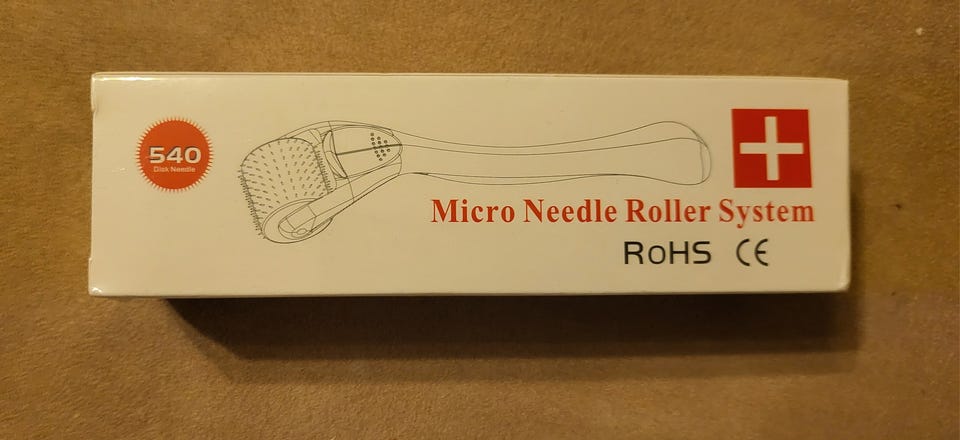 540
Disk Needle
Micro Needle Roller System
RoHS CE